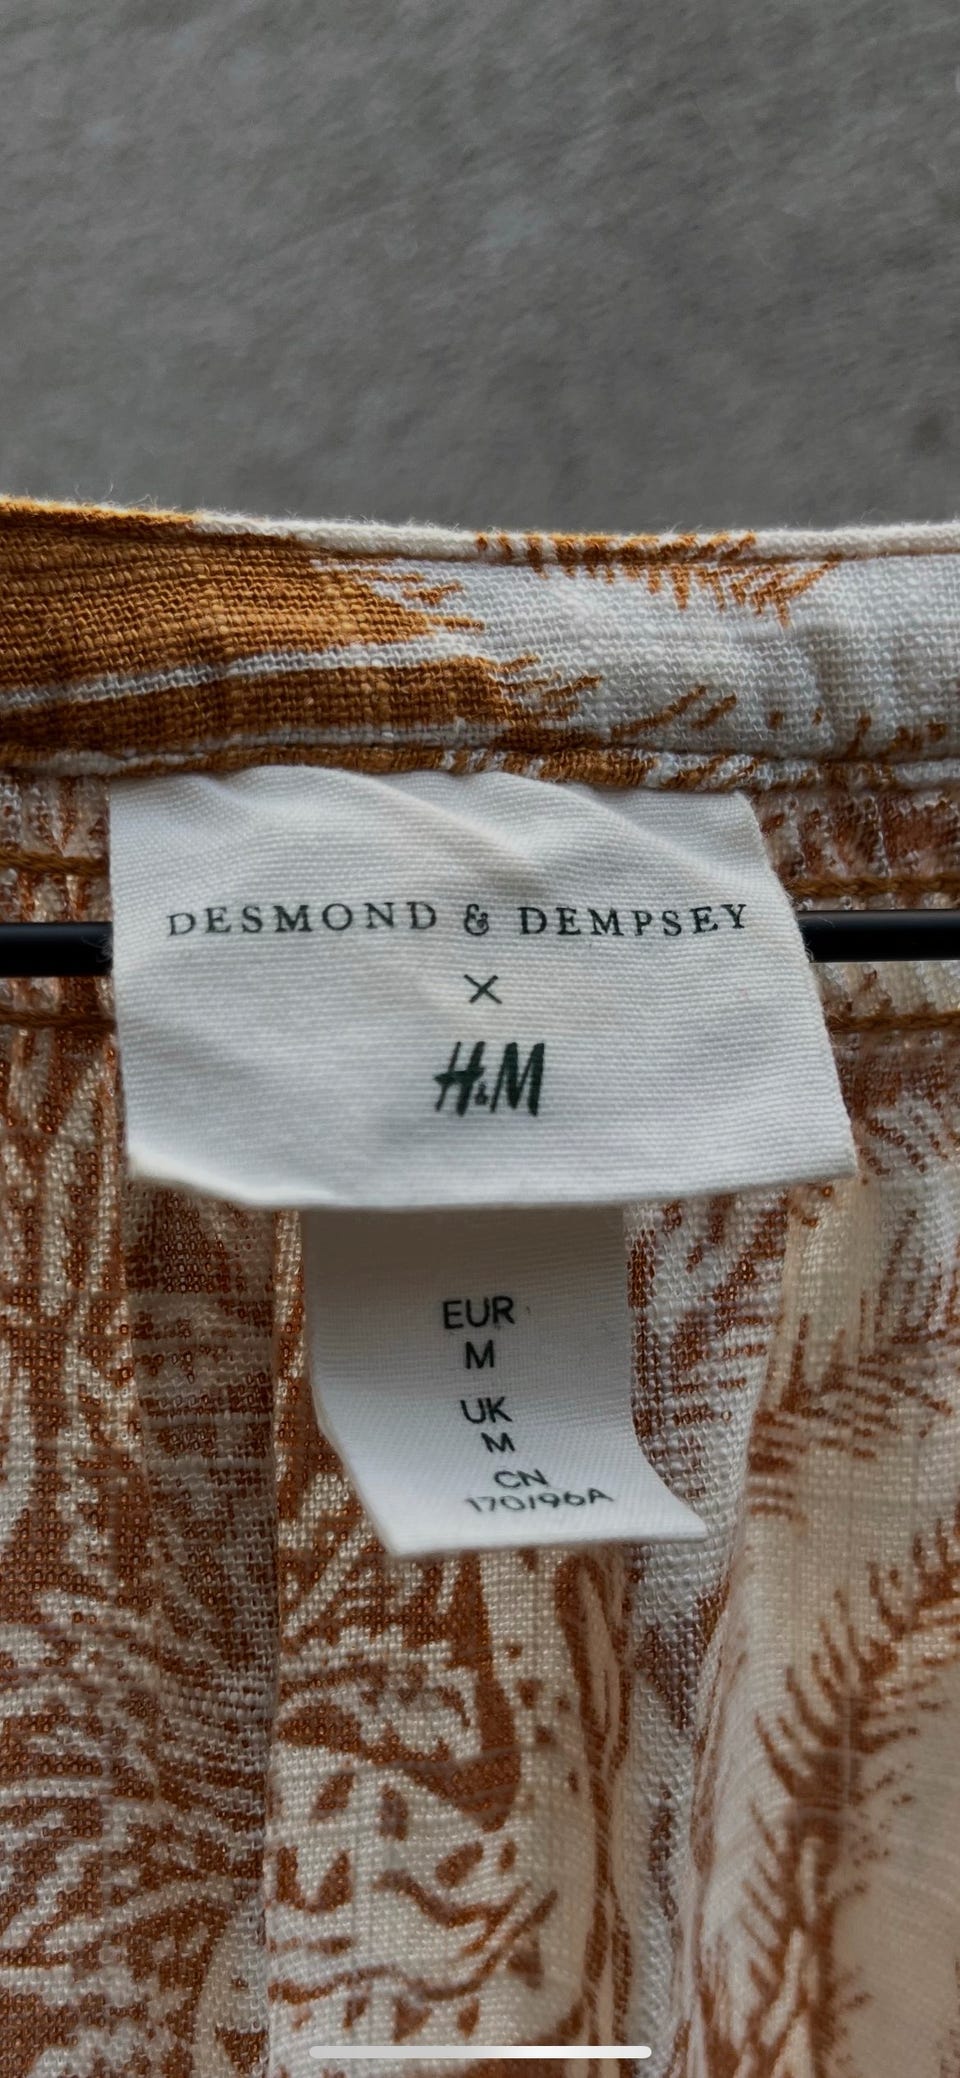 DESMOND & DEMPSEY
×
H&M
EUR
M
UK
M
CN
170/96A